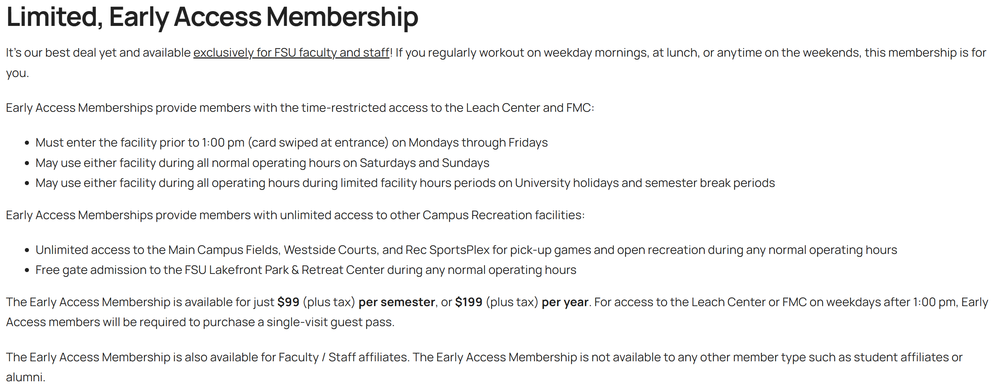 Limited, Early Access Membership
It's our best deal yet and available exclusively for FSU faculty and staff! If you regularly workout on weekday mornings, at lunch, or anytime on the weekends, this membership is for
you.
Early Access Memberships provide members with the time-restricted access to the Leach Center and FMC:
• Must enter the facility prior to 1:00 pm (card swiped at entrance) on Mondays through Fridays
• May use either facility during all normal operating hours on Saturdays and Sundays
• May use either facility during all operating hours during limited facility hours periods on University holidays and semester break periods
Early Access Memberships provide members with unlimited access to other Campus Recreation facilities:
• Unlimited access to the Main Campus Fields, Westside Courts, and Rec SportsPlex for pick-up games and open recreation during any normal operating hours
• Free gate admission to the FSU Lakefront Park & Retreat Center during any normal operating hours
The Early Access Membership is available for just $99 (plus tax) per semester, or $199 (plus tax) per year. For access to the Leach Center or FMC on weekdays after 1:00 pm, Early
Access members will be required to purchase a single-visit guest pass.
The Early Access Membership is also available for Faculty / Staff affiliates. The Early Access Membership is not available to any other member type such as student affiliates or
alumni.